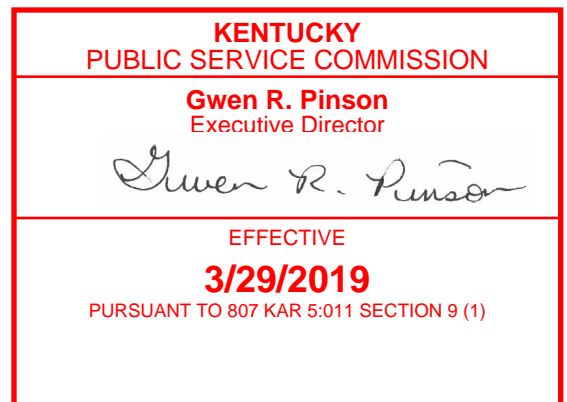 KENTUCKY
PUBLIC SERVICE COMMISSION
Gwen R. Pinson
Executive Director
Gwen R. Pinson
EFFECTIVE
3/29/2019
PURSUANT TO 807 KAR 5:011 SECTION 9 (1)